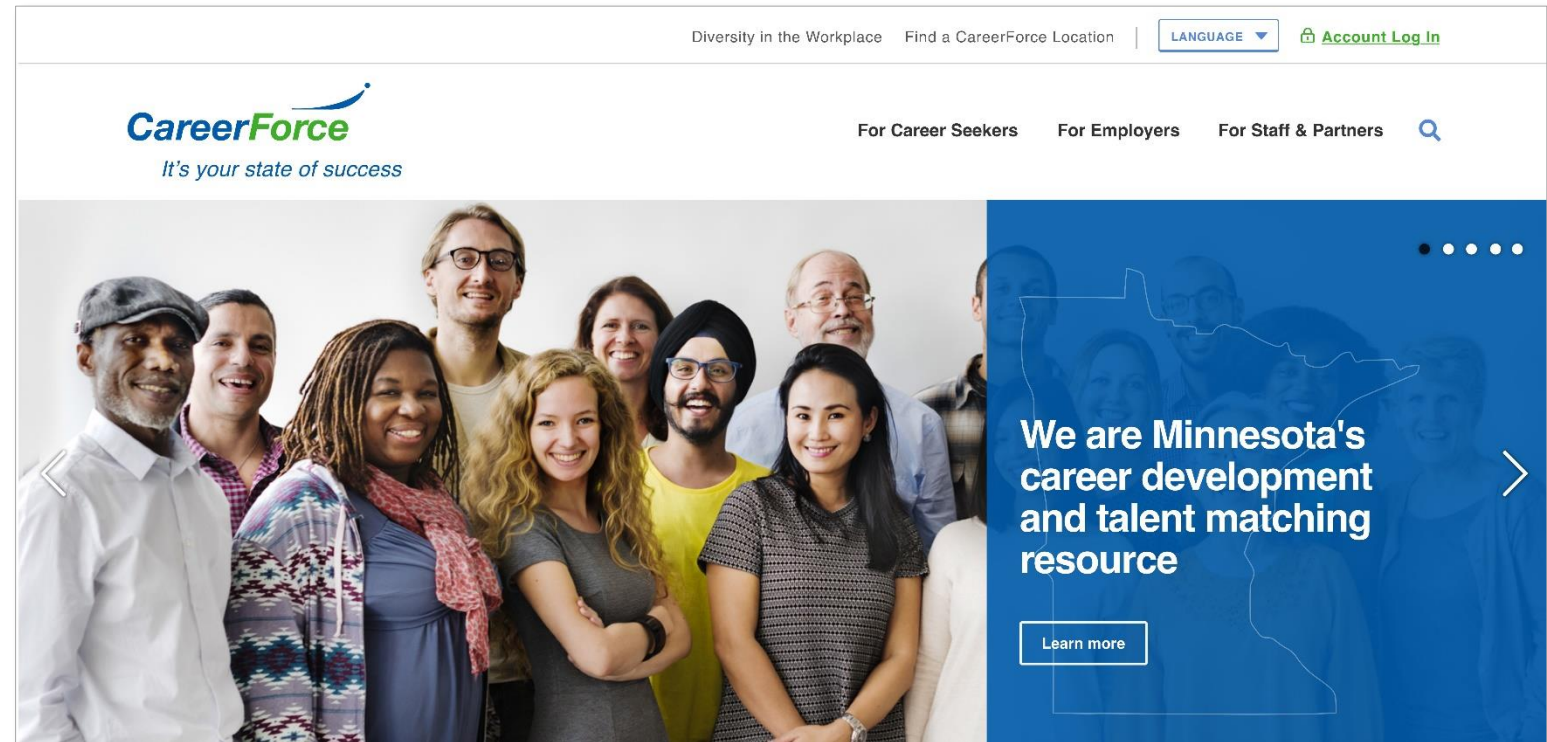 Diversity in the Workplace Find a CareerForce Location LANGUAGE Account Log In
CareerForce
It's your state of success
For Career Seekers For Employers For Staff & Partners
We are Minnesota's
career development
and talent matching
resource
Learn more